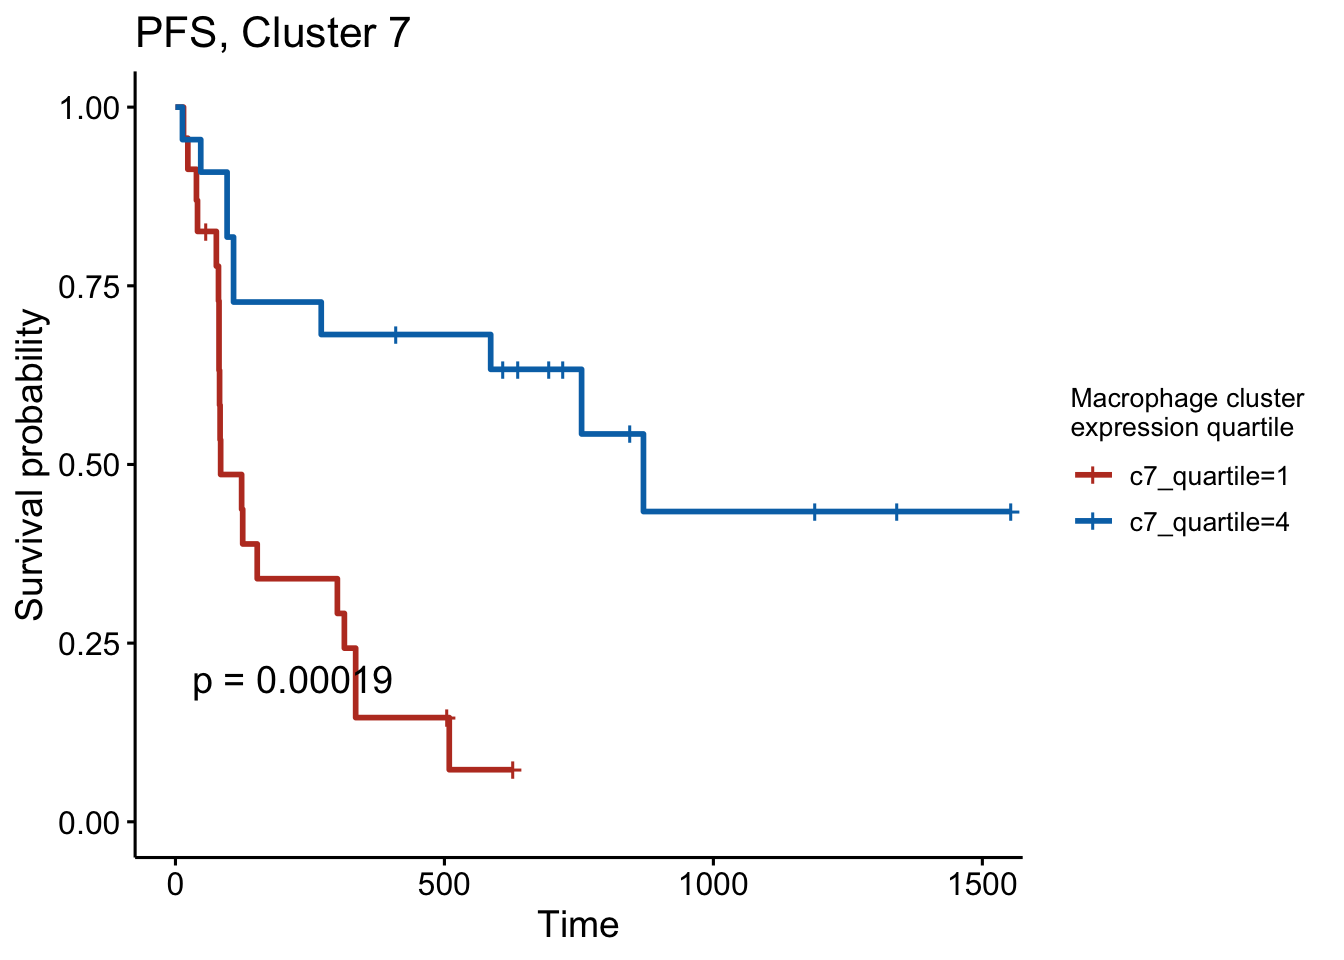 PFS, Cluster 7
1.00
0.75
0.50
0.25
0.00
Survival probability
p = 0.00019
0 500 1000 1500
Time
Macrophage cluster
expression quartile
c7_quartile=1
c7_quartile=4